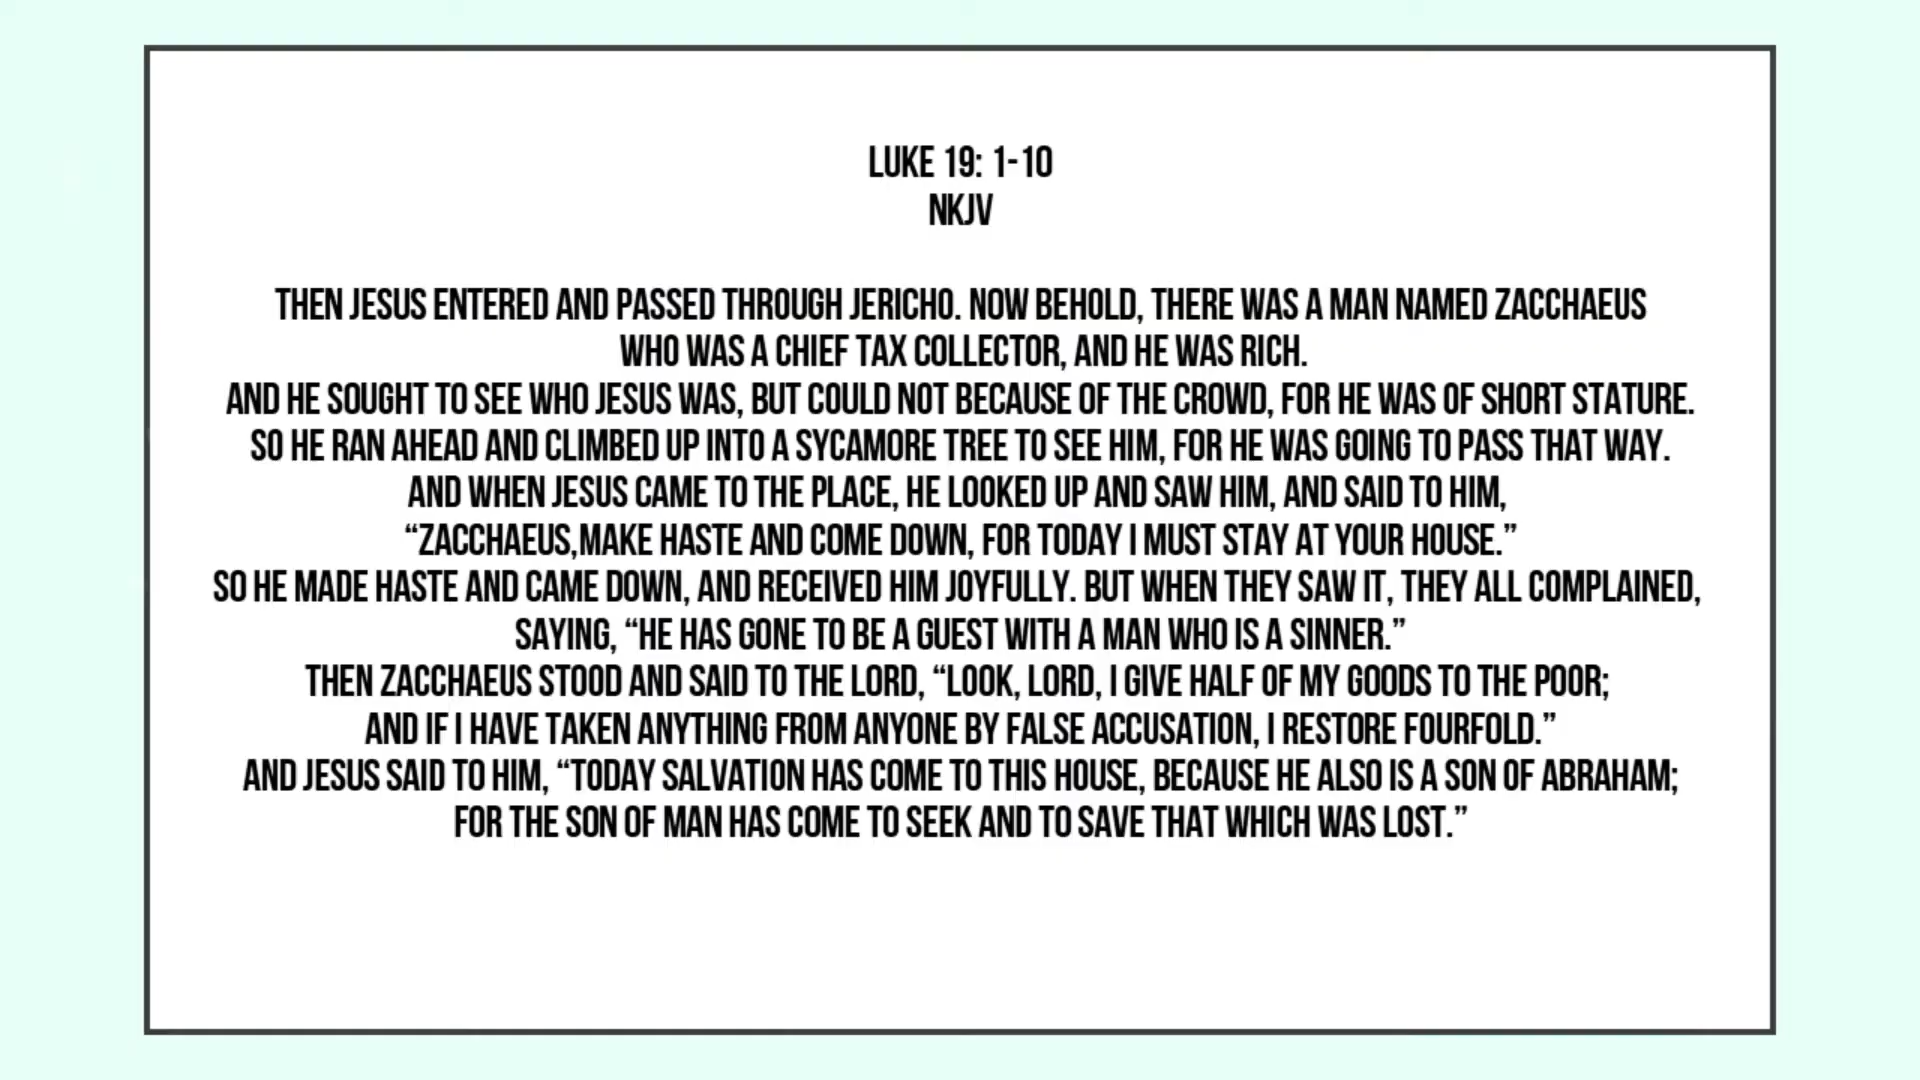 LUKE 19: 1-10
NKJV
THEN JESUS ENTERED AND PASSED THROUGH JERICHO. NOW BEHOLD, THERE WAS A MAN NAMED ZACCHAEUS
WHO WAS A CHIEF TAX COLLECTOR, AND HE WAS RICH.
AND HE SOUGHT TO SEE WHO JESUS WAS, BUT COULD NOT BECAUSE OF THE CROWD, FOR HE WAS OF SHORT STATURE.
SO HE RAN AHEAD AND CLIMBED UP INTO A SYCAMORE TREE TO SEE HIM, FOR HE WAS GOING TO PASS THAT WAY.
AND WHEN JESUS CAME TO THE PLACE, HE LOOKED UP AND SAW HIM, AND SAID TO HIM,
“ZACCHAEUS,MAKE HASTE AND COME DOWN, FOR TODAY I MUST STAY AT YOUR HOUSE.”
SO HE MADE HASTE AND CAME DOWN, AND RECEIVED HIM JOYFULLY. BUT WHEN THEY SAW IT, THEY ALL COMPLAINED,
SAYING, “HE HAS GONE TO BE A GUEST WITH A MAN WHO IS A SINNER.”
THEN ZACCHAEUS STOOD AND SAID TO THE LORD, “LOOK, LORD, I GIVE HALF OF MY GOODS TO THE POOR;
AND IF I HAVE TAKEN ANYTHING FROM ANYONE BY FALSE ACCUSATION, I RESTORE FOURFOLD.”
AND JESUS SAID TO HIM, “TODAY SALVATION HAS COME TO THIS HOUSE, BECAUSE HE ALSO IS A SON OF ABRAHAM;
FOR THE SON OF MAN HAS COME TO SEEK AND TO SAVE THAT WHICH WAS LOST.”